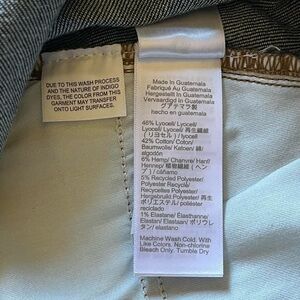 DUE TO THIS WASH PROCESS
AND THE NATURE OF INDIGO
DYES, THE COLOR FROM THIS
GARMENT MAY TRANSFER
ONTO LIGHT SURFACES.
Made In Guatemala
Fabriqué Au Guatemala
Hergestellt In Guatemala
Vervaardigd in Guatemala
グアテマラ製
hecho en guatemala
46% Lyocell/ Lyocell/
Lyocell/ Lyocell/ 再生繊維
( リヨセル ) / lyocell
42% Cotton/ Coton/
Baumwolle/ Katoen/ 綿/
algodón
6% Hemp/ Chanvre/ Hanf/
Hennep/ 植物繊維 (ヘン
プ ) / cáñamo
5% Recycled Polyester/
Polyester Recyclé/
Recyceltes Polyester/
Gerecycled Polyester/ 再生
ポリエステル/ poliéster
reciclado
1% Elastane/ Élasthanne/
Elastan/ Elastaan/ ポリウレ
タン/ elastano
Machine Wash Cold. With
Like Colors. Non-chlorine
Bleach Only. Tumble Dry